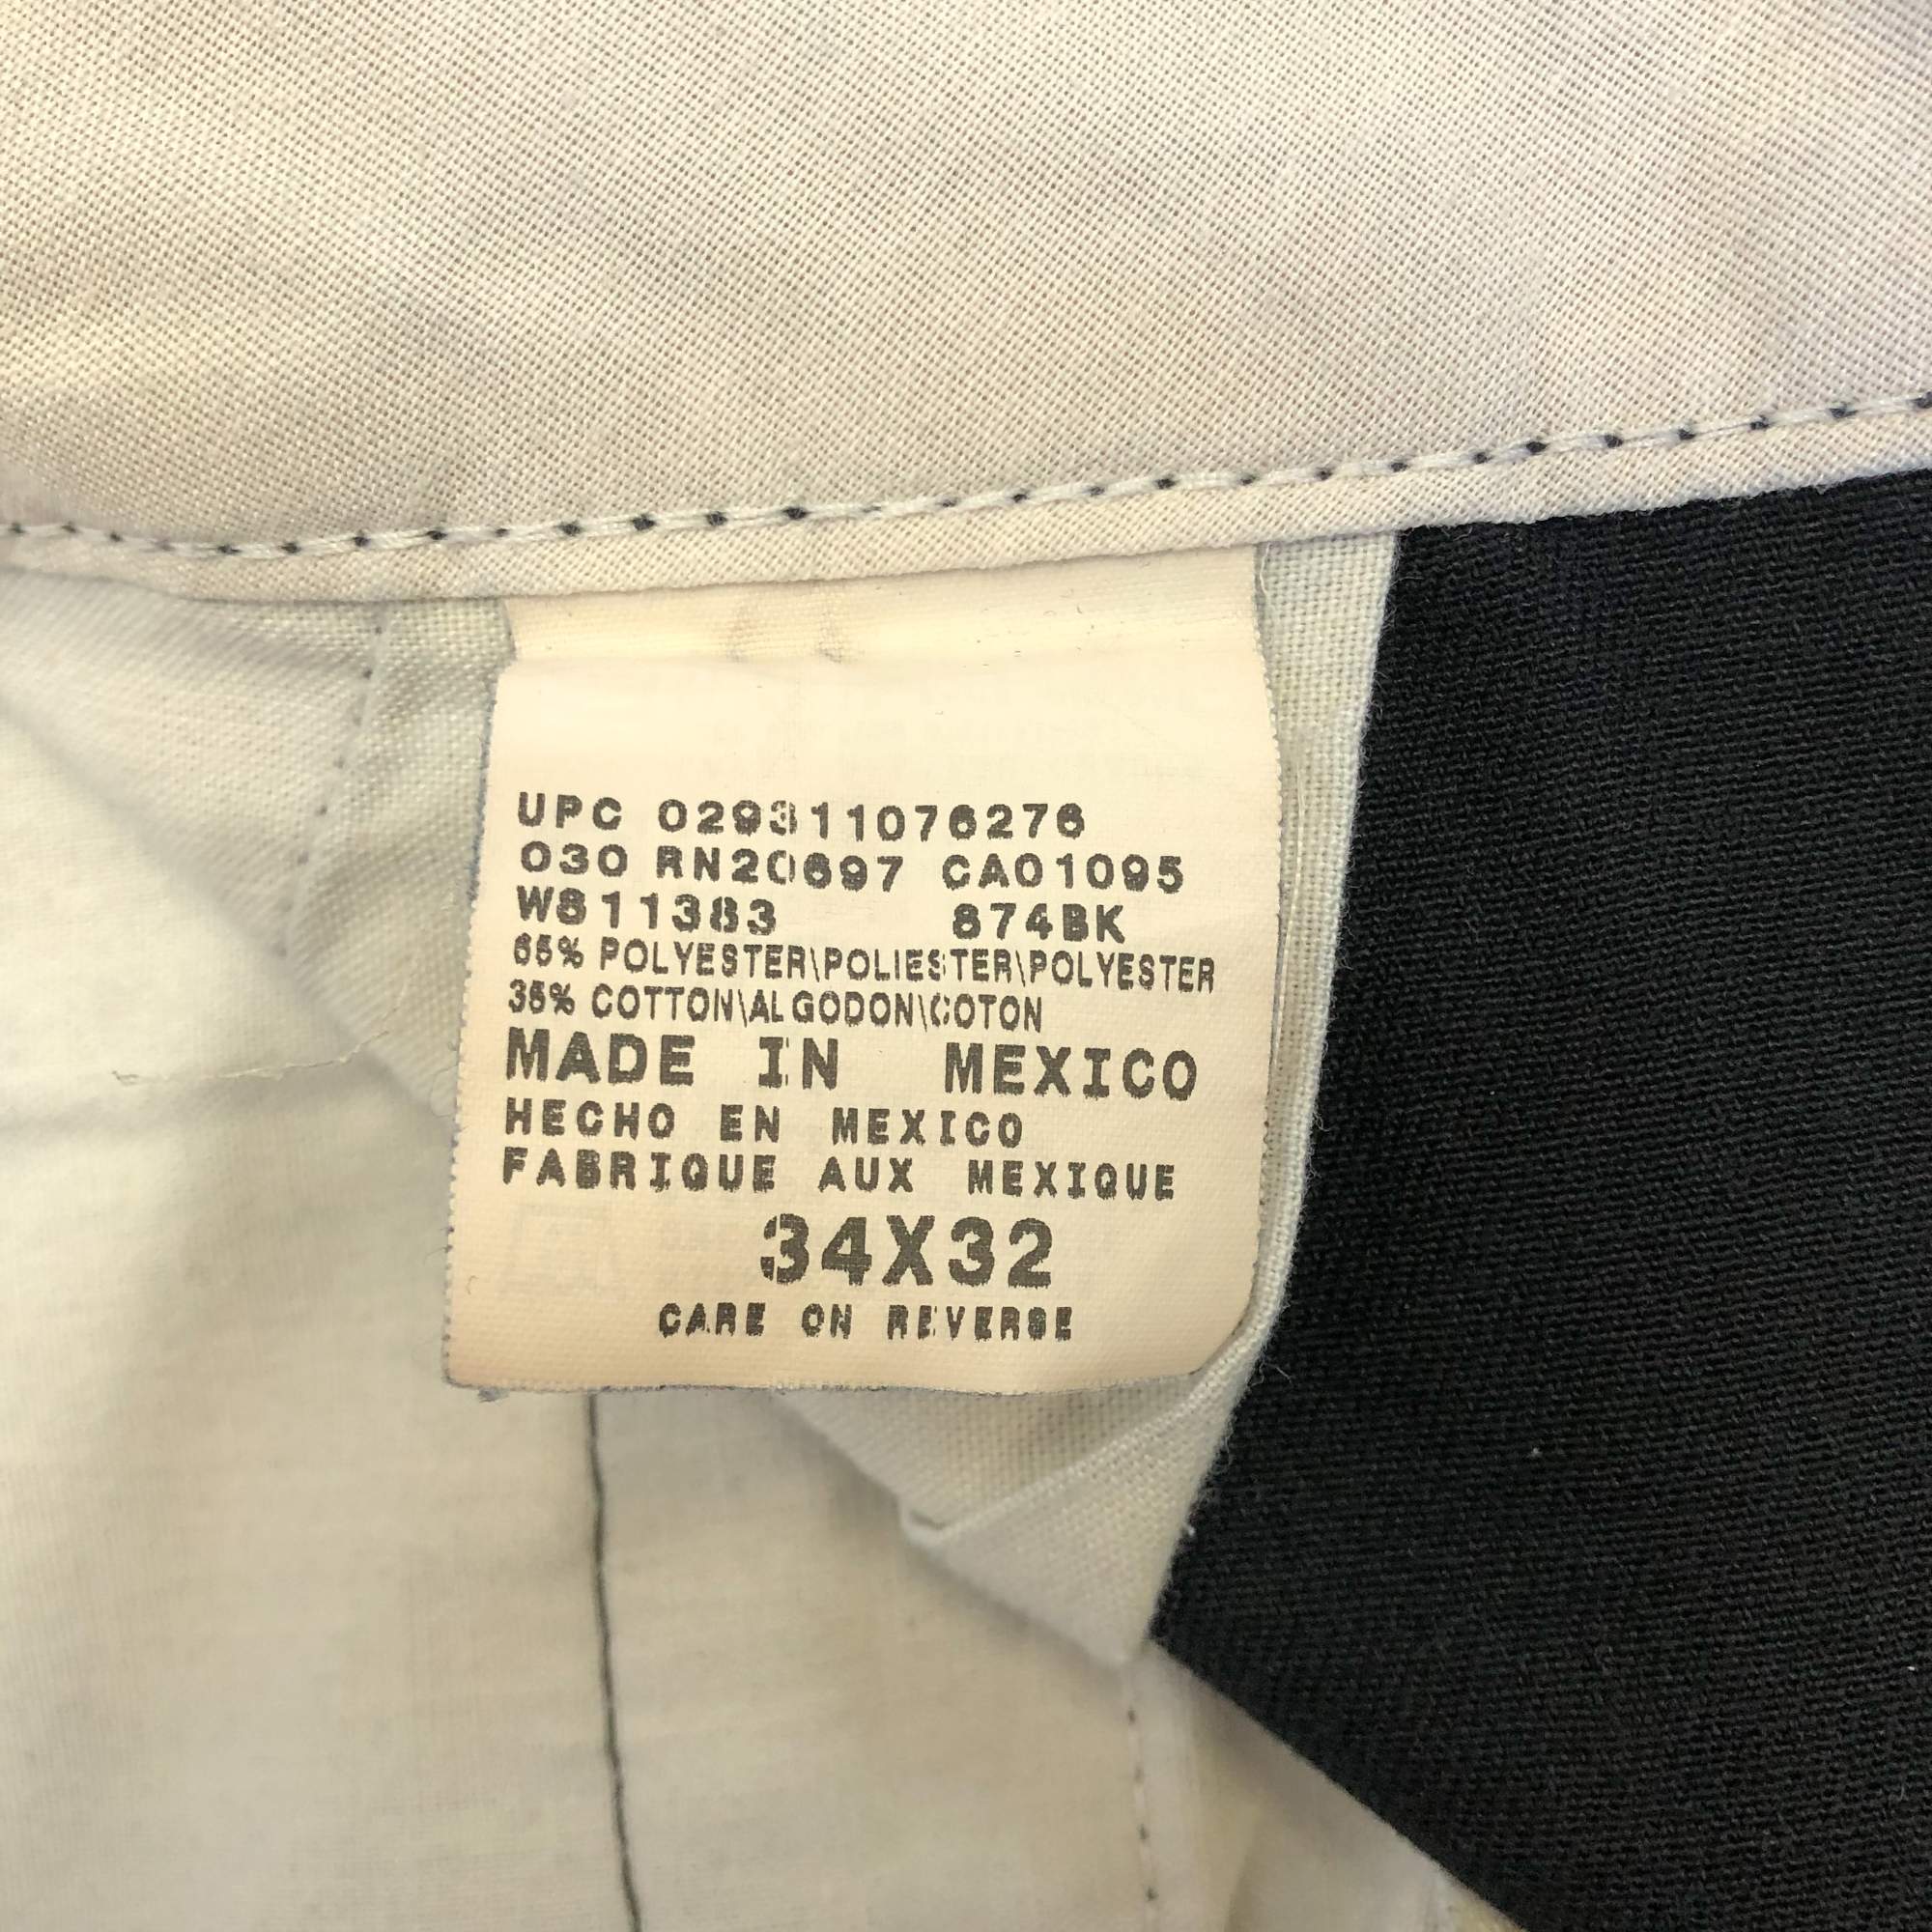 UPC 029311076276
030 RN20697 CA01095
W811383 874BK
65% POLYESTER\POLIESTER\POLYESTER
35% COTTON\ALGODON\COTON
MADE IN MEXICO
HECHO EN MEXICO
FABRIQUE AUX MEXIQUE
34X32
CARE ON REVERSE